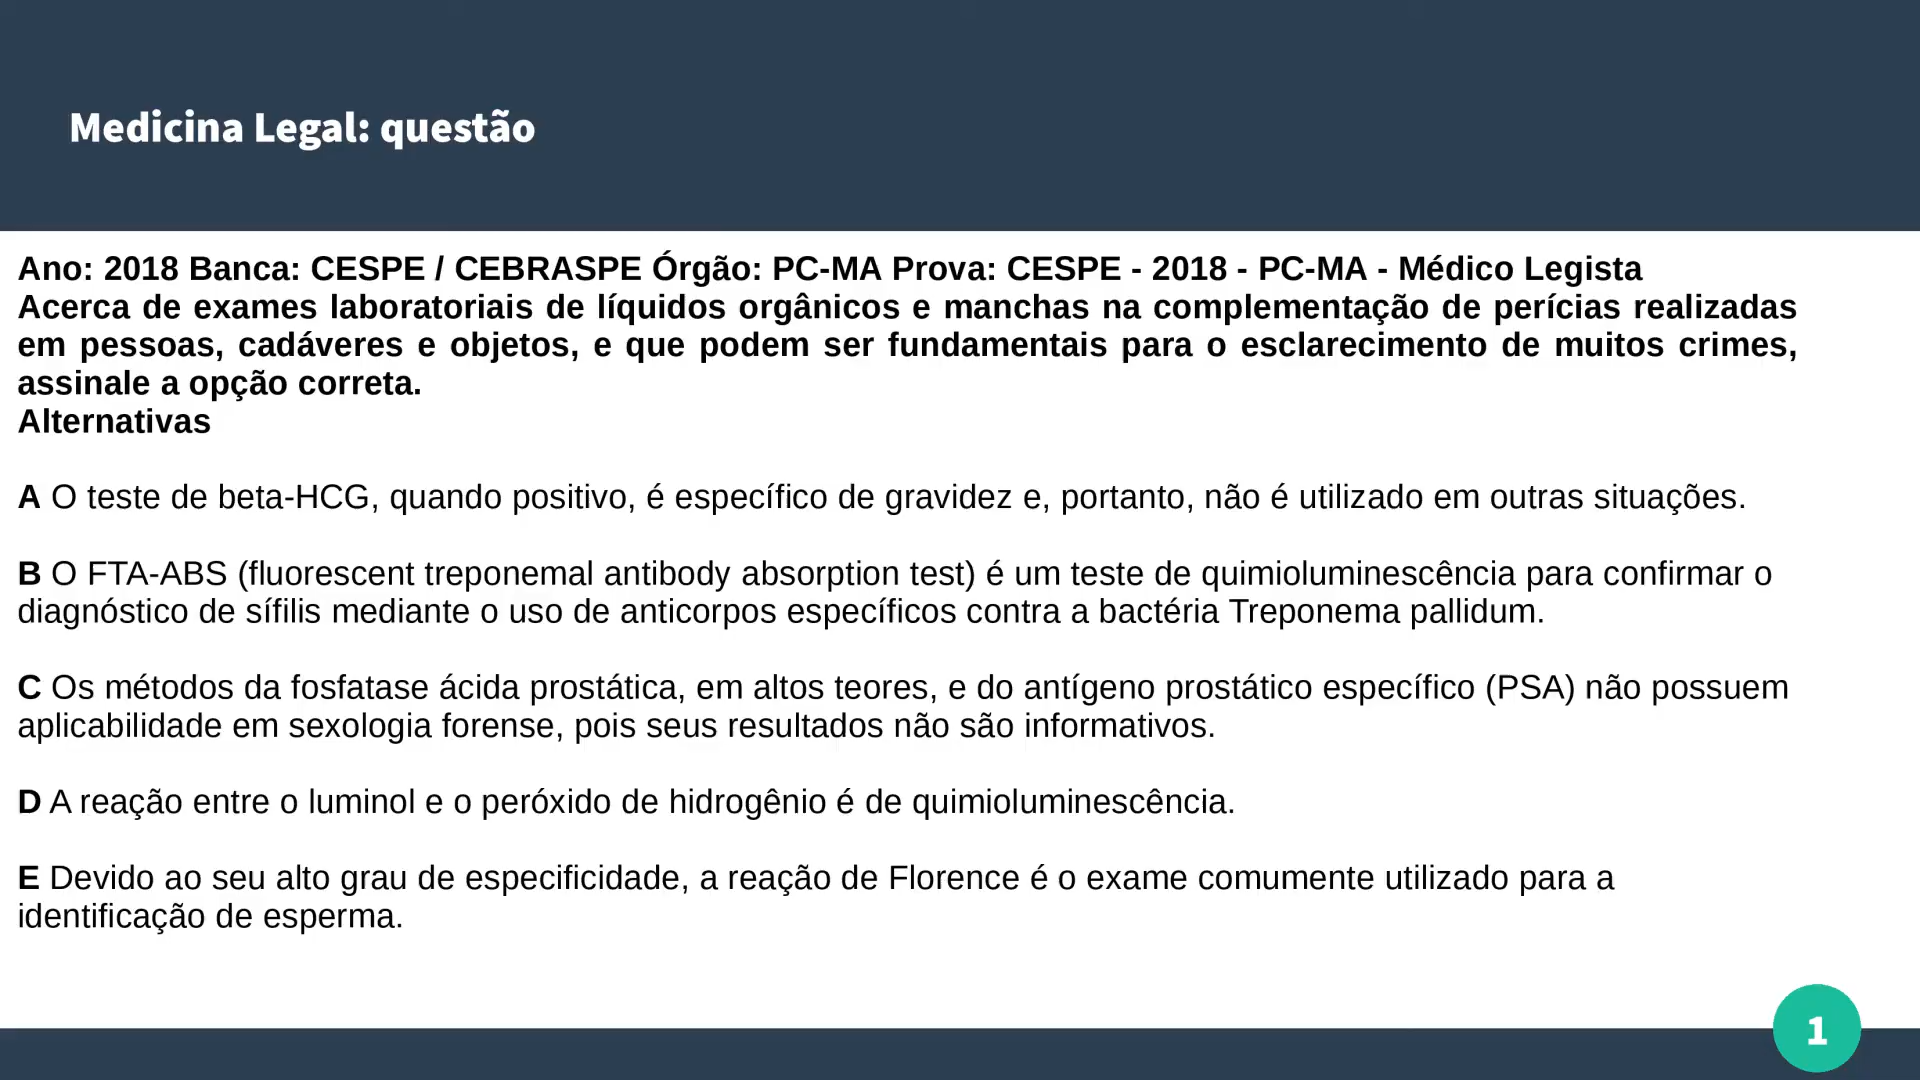 Medicina Legal: questão
Ano: 2018 Banca: CESPE / CEBRASPE Órgão: PC-MA Prova: CESPE - 2018 - PC-MA - Médico Legista
Acerca de exames laboratoriais de líquidos orgânicos e manchas na complementação de perícias realizadas
em pessoas, cadáveres e objetos, e que podem ser fundamentais para o esclarecimento de muitos crimes,
assinale a opção correta.
Alternativas
A O teste de beta-HCG, quando positivo, é específico de gravidez e, portanto, não é utilizado em outras situações.
B O FTA-ABS (fluorescent treponemal antibody absorption test) é um teste de quimioluminescência para confirmar o
diagnóstico de sífilis mediante o uso de anticorpos específicos contra a bactéria Treponema pallidum.
C Os métodos da fosfatase ácida prostática, em altos teores, e do antígeno prostático específico (PSA) não possuem
aplicabilidade em sexologia forense, pois seus resultados não são informativos.
D A reação entre o luminol e o peróxido de hidrogênio é de quimioluminescência.
E Devido ao seu alto grau de especificidade, a reação de Florence é o exame comumente utilizado para a
identificação de esperma.
1